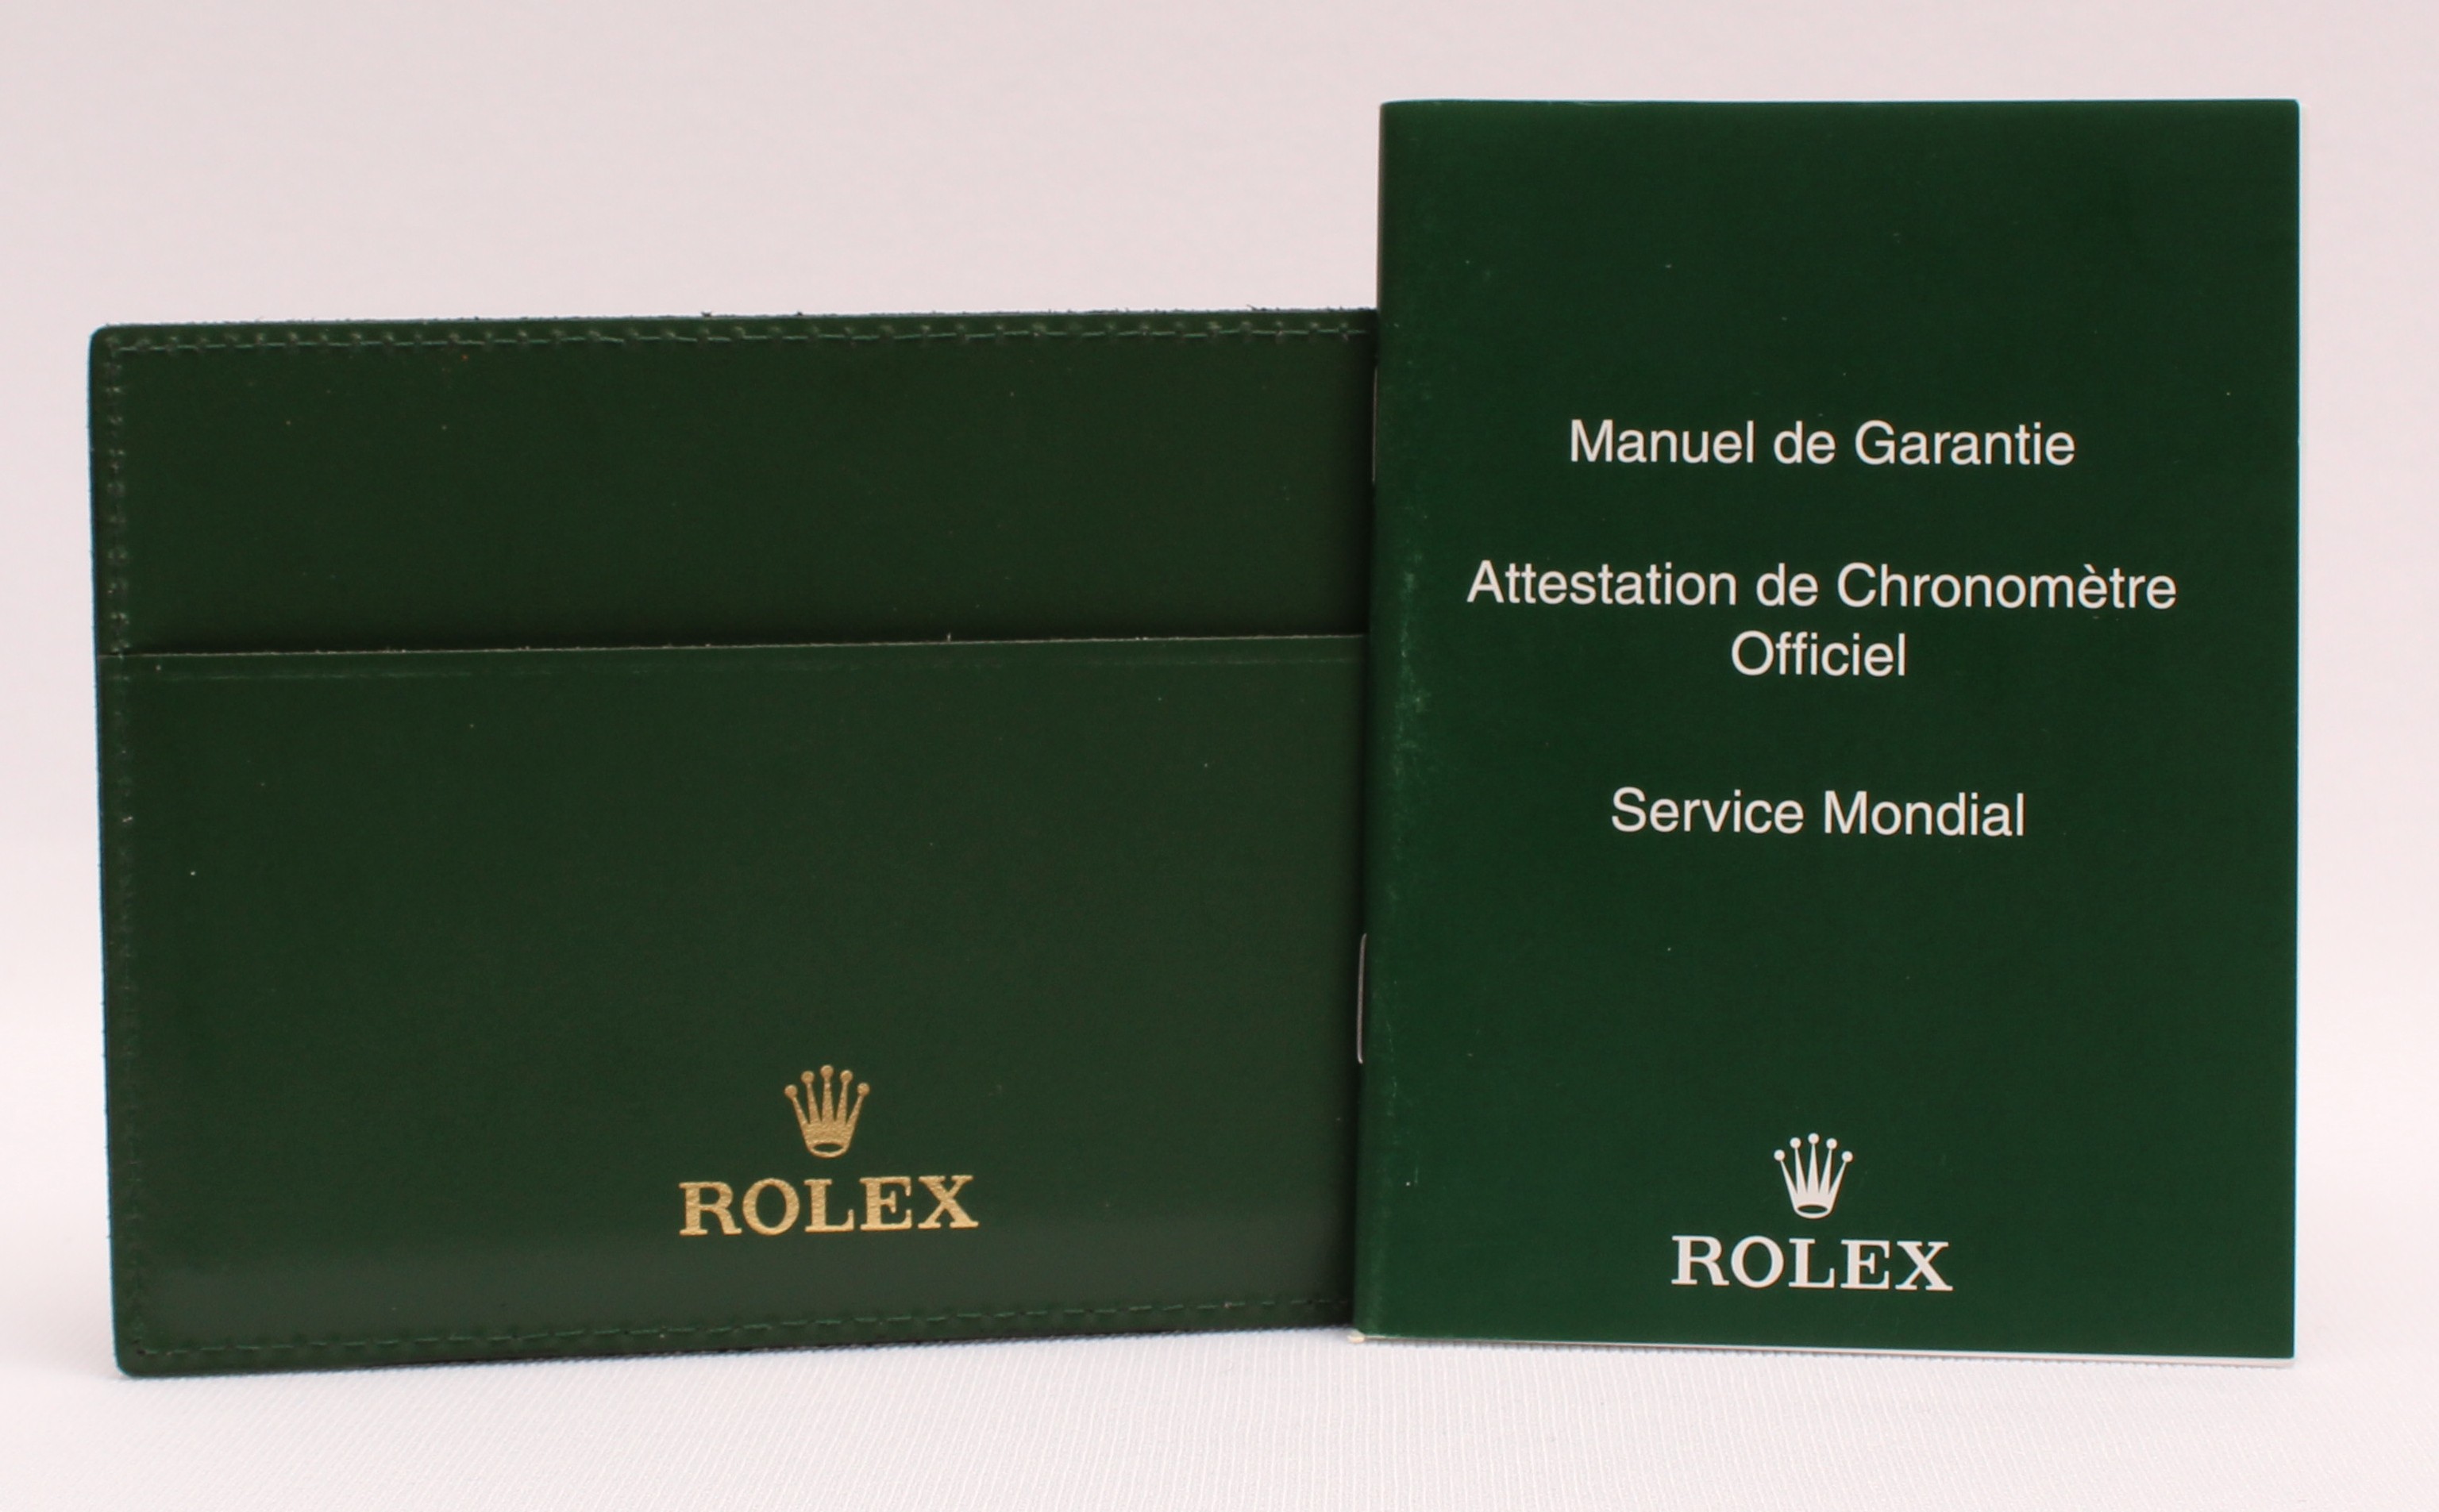 ROLEX
Manuel de Garantie
Attestation de Chronomètre
Officiel
Service Mondial
ROLEX